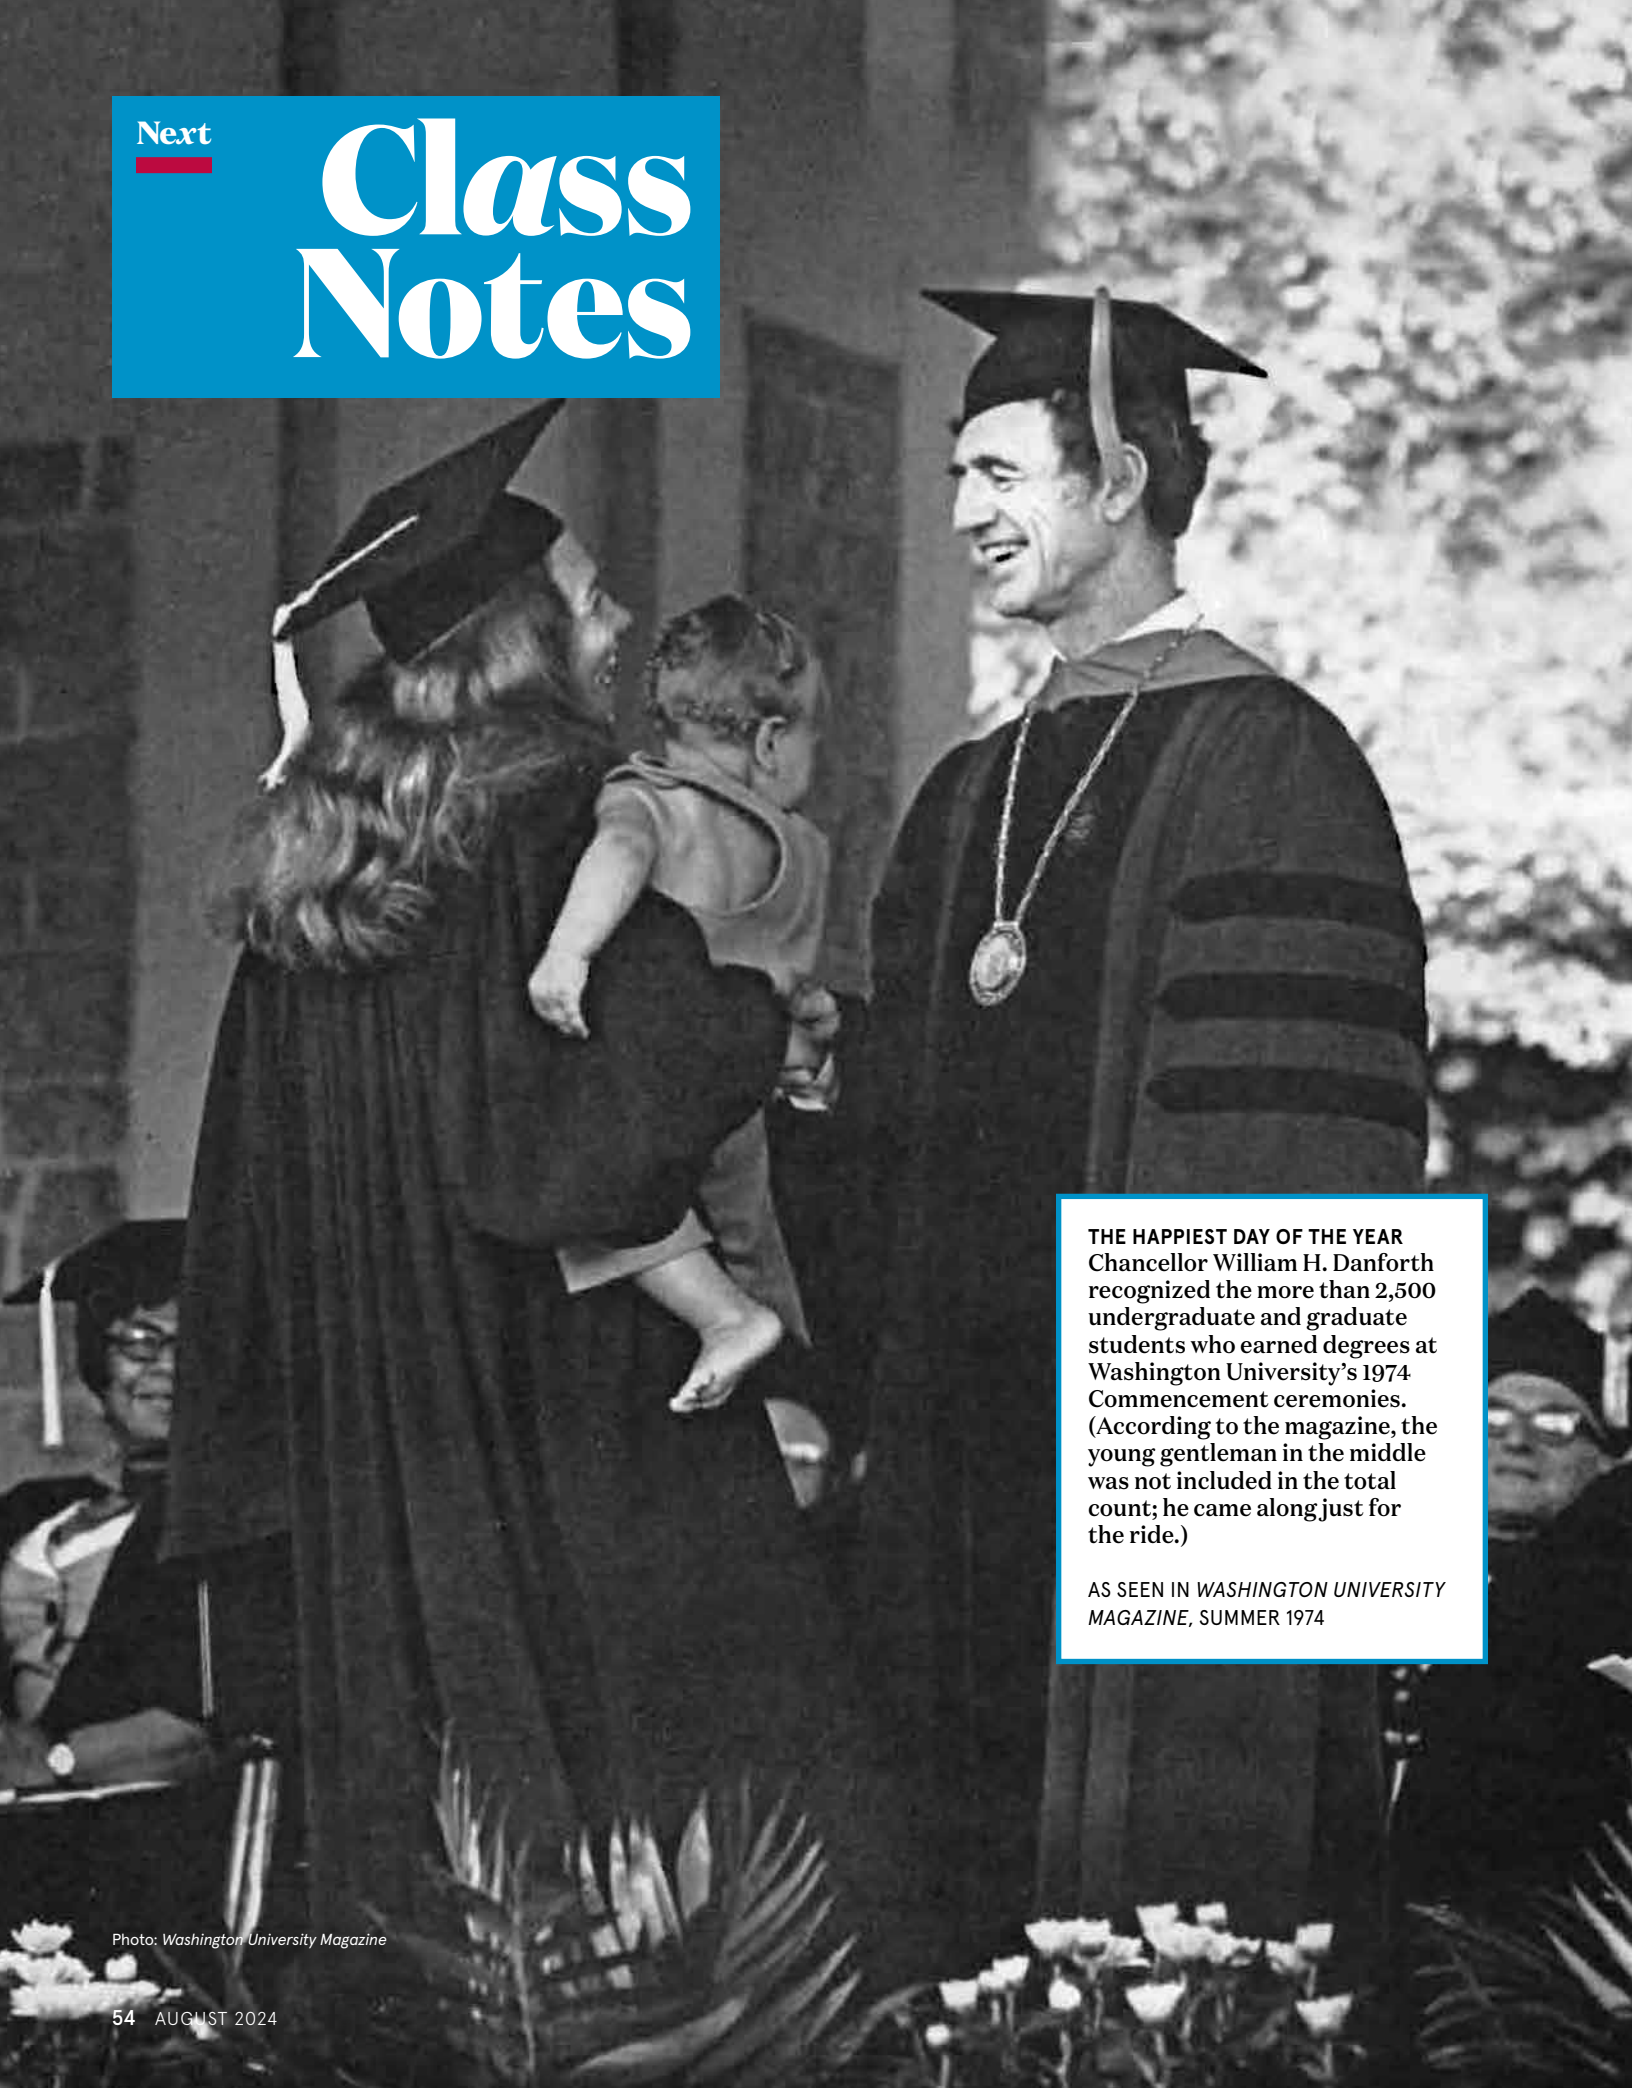 Next
Class
Notes
THE HAPPIEST DAY OF THE YEAR
Chancellor William H. Danforth
recognized the more than 2,500
undergraduate and graduate
students who earned degrees at
Washington University’s 1974
Commencement ceremonies.
(According to the magazine, the
young gentleman in the middle
was not included in the total
count; he came along just for
the ride.)
AS SEEN IN WASHINGTON UNIVERSITY
MAGAZINE, SUMMER 1974
Photo: Washington University Magazine
54 AUGUST 2024